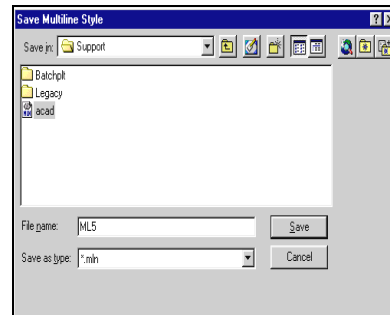 Save Multiline Style
Save in: Support
Batchplt
Legacy
acad
File name: ML5 Save
Save as type: *.mln Cancel